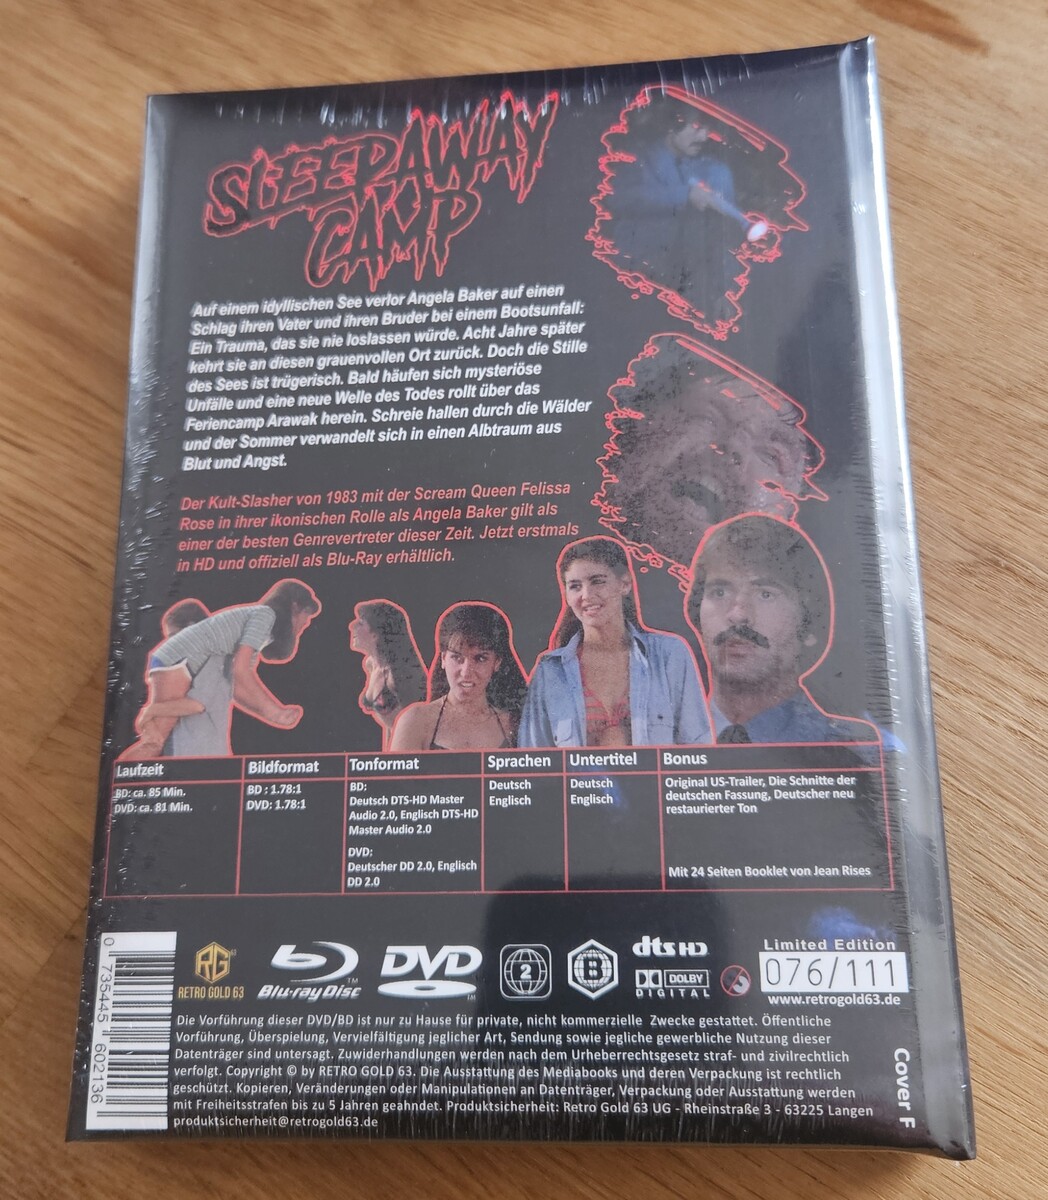 SLEEPAWAY
CAMP
Auf einem idyllischen See verlor Angela Baker auf einen
Schlag ihren Vater und ihren Bruder bei einem Bootsunfall:
Ein Trauma, das sie nie loslassen würde. Acht Jahre später
kehrt sie an diesen grauenvollen Ort zurück. Doch die Stille
des Sees ist trügerisch. Bald häufen sich mysteriöse
Unfälle und eine neue Welle des Todes rollt über das
Feriencamp Arawak herein. Schreie hallen durch die Wälder
und der Sommer verwandelt sich in einen Albtraum aus
Blut und Angst.
Der Kult-Slasher von 1983 mit der Scream Queen Felissa
Rose in ihrer ikonischen Rolle als Angela Baker gilt als
einer der besten Genrevertreter dieser Zeit. Jetzt erstmals
in HD und offiziell als Blu-Ray erhältlich.
Laufzeit
BD: ca. 85 Min.
DVD: ca. 81 Min.
Bildformat
BD : 1.78:1
DVD: 1.78:1
Tonformat
BD:
Deutsch DTS-HD Master
Audio 2.0, Englisch DTS-HD
Master Audio 2.0
DVD:
Deutscher DD 2.0, Englisch
DD 2.0
Sprachen
Deutsch
Englisch
Untertitel
Deutsch
Englisch
Bonus
Original US-Trailer, Die Schnitte der
deutschen Fassung, Deutscher neu
restaurierter Ton
Mit 24 Seiten Booklet von Jean Rises
0 735445 602136
RG 63
RETRO GOLD 63
Blu-ray Disc TM
DVD TM
2
B
dts HD
DOLBY
DIGITAL
Limited Edition
076/111
www.retrogold63.de
Die Vorführung dieser DVD/BD ist nur zu Hause für private, nicht kommerzielle Zwecke gestattet. Öffentliche
Vorführung, Überspielung, Vervielfältigung jeglicher Art, Sendung sowie jegliche gewerbliche Nutzung dieser
Datenträger sind untersagt. Zuwiderhandlungen werden nach dem Urheberrechtsgesetz straf- und zivilrechtlich
verfolgt. Copyright © by RETRO GOLD 63. Die Ausstattung des Mediabooks und deren Verpackung ist rechtlich
geschützt. Kopieren, Veränderungen oder Manipulationen an Datenträger, Verpackung oder Ausstattung werden
mit Freiheitsstrafen bis zu 5 Jahren geahndet. Produktsicherheit: Retro Gold 63 UG - Rheinstraße 3 - 63225 Langen
produktsicherheit@retrogold63.de
Cover F